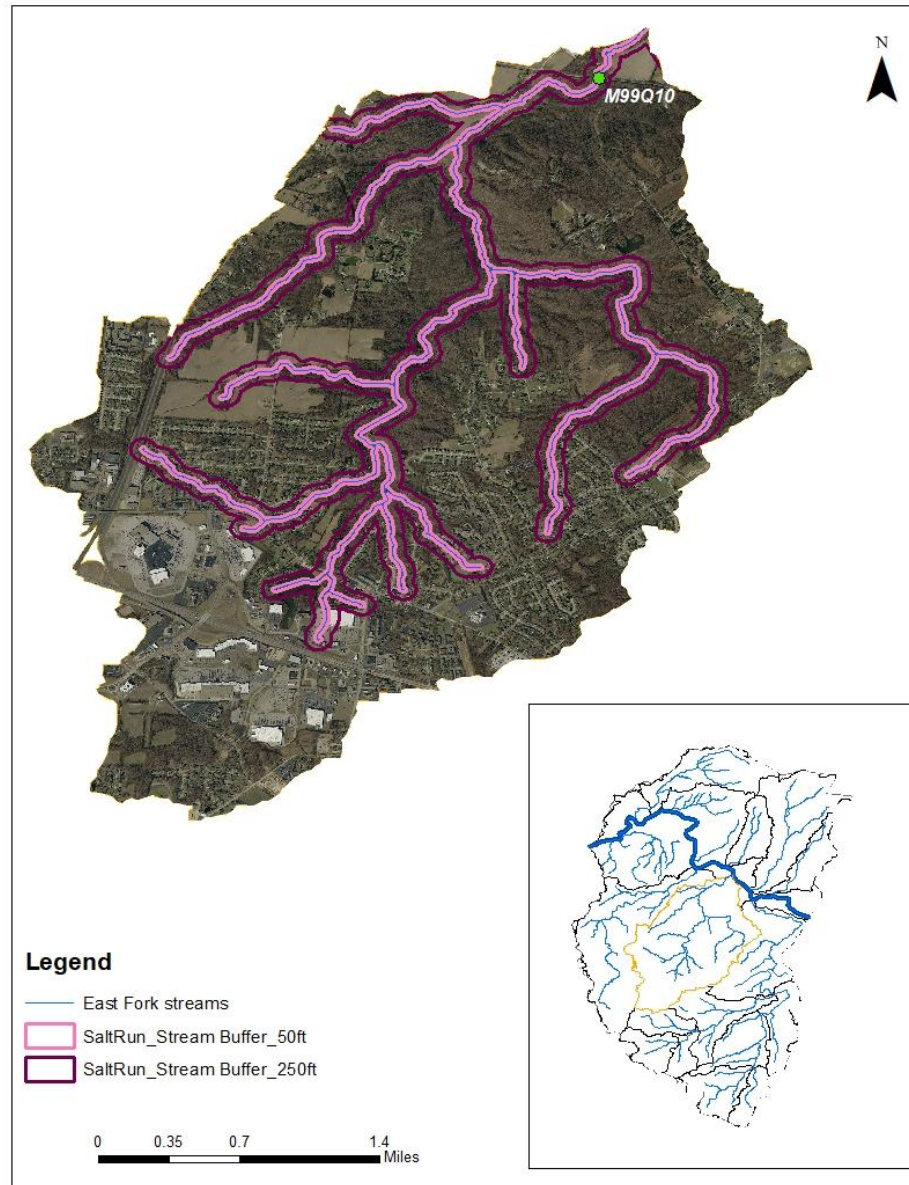 N
M99Q10
Legend
East Fork streams
SaltRun_Stream Buffer_50ft
SaltRun_Stream Buffer_250ft
0 0.35 0.7 1.4
Miles